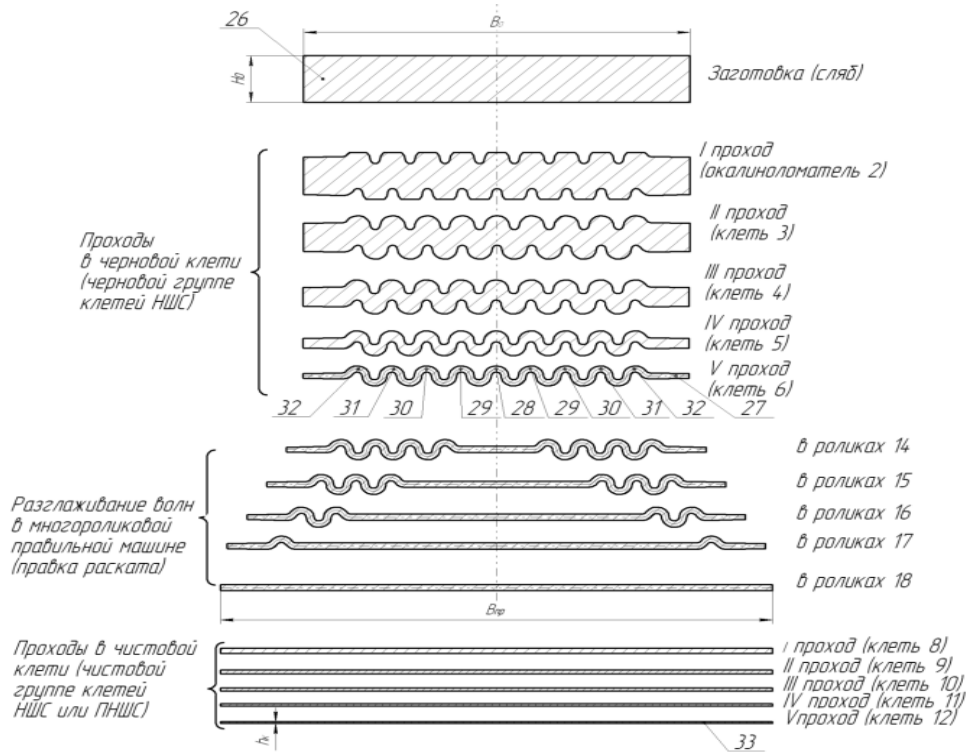 26
Bс
H0
Заготовка (сляб)
I проход
(окалиноломатель 2)
II проход
(клеть 3)
Проходы
в черновой клети
(черновой группе
клетей НШС)
III проход
(клеть 4)
IV проход
(клеть 5)
V проход
(клеть 6)
32 31 30 29 28 29 30 31 32 27
в роликах 14
в роликах 15
Разглаживание волн
в многороликовой
правильной машине
(правка раската)
в роликах 16
в роликах 17
в роликах 18
Bпр
Проходы в чистовой
клети (чистовой
группе клетей
НШС или ПНШС)
I проход (клеть 8)
II проход (клеть 9)
III проход (клеть 10)
IV проход (клеть 11)
Vпроход (клеть 12)
hк
33